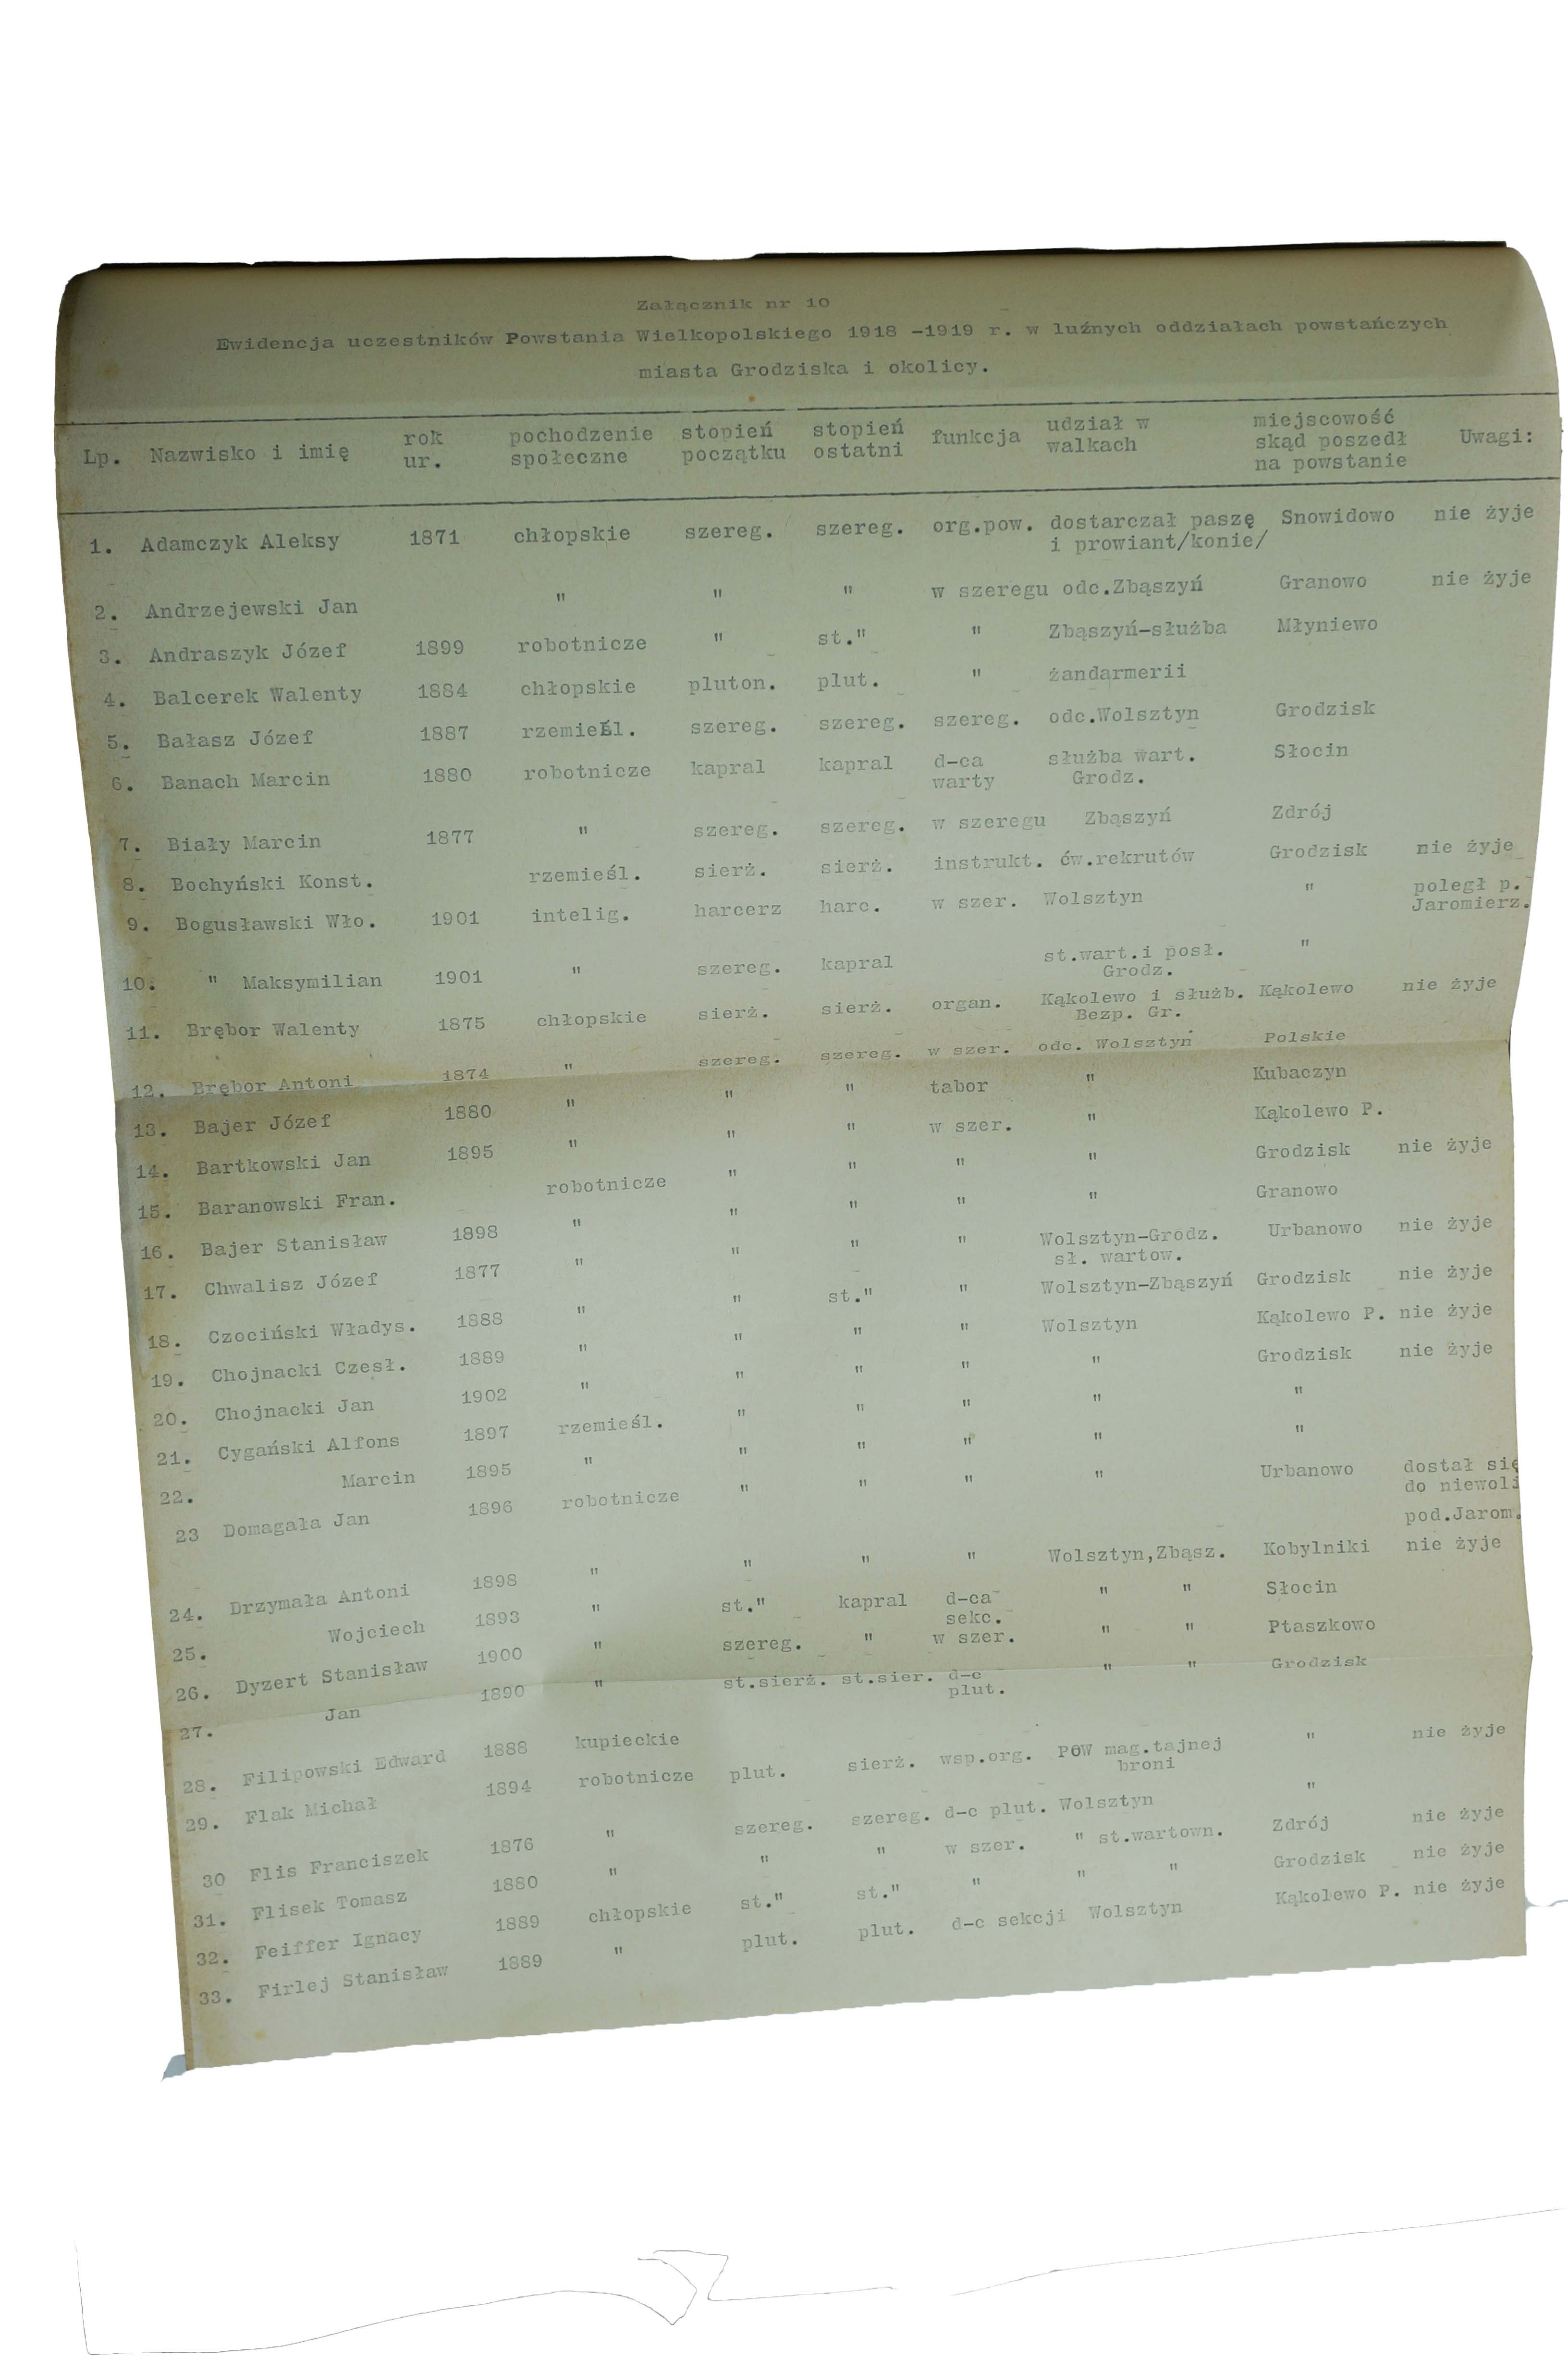 Załącznik nr 10
Ewidencja uczestników Powstania Wielkopolskiego 1918 -1919 r. w luźnych oddziałach powstańczych
miasta Grodziska i okolicy.
Lp. Nazwisko i imię rok ur. pochodzenie społeczne stopień początku stopień ostatni funkcja udział w walkach miejscowość skąd poszedł na powstanie Uwagi:
1. Adamczyk Aleksy 1871 chłopskie szereg. szereg. org.pow. dostarczał paszę i prowiant/konie/ Snowidowo nie żyje
2. Andrzejewski Jan " " " w szeregu odc.Zbąszyń Granowo nie żyje
3. Andraszyk Józef 1899 robotnicze " st." " Zbąszyń-służba Młyniewo
4. Balcerek Walenty 1884 chłopskie pluton. plut. " żandarmerii
5. Bałasz Józef 1887 rzemieśl. szereg. szereg. szereg. odc.Wolsztyn Grodzisk
6. Banach Marcin 1880 robotnicze kapral kapral d-ca warty służba wart. Grodz. Słocin
7. Biały Marcin 1877 " szereg. szereg. w szeregu Zbąszyń Zdrój
8. Bochyński Konst. rzemieśl. sierż. sierż. instrukt. ćw.rekrutów Grodzisk nie żyje
9. Bogusławski Wło. 1901 intelig. harcerz harc. w szer. Wolsztyn " poległ p. Jaromierz.
10. " Maksymilian 1901 " szereg. kapral st.wart.i posł. Grodz. "
11. Brębor Walenty 1875 chłopskie sierż. sierż. organ. Kąkolewo i służb. Bezp. Gr. Kąkolewo nie żyje
12. Brębor Antoni 1874 " szereg. szereg. w szer. odc. Wolsztyn Polskie
13. Bajer Józef 1880 " " " tabor " Kubaczyn
14. Bartkowski Jan 1895 " " " w szer. " Kąkolewo P.
15. Baranowski Fran. robotnicze " " " " Grodzisk nie żyje
16. Bajer Stanisław 1898 " " " " " Granowo
17. Chwalisz Józef 1877 " " " " Wolsztyn-Grodz. sł. wartow. Urbanowo nie żyje
18. Czociński Władys. 1888 " " st." " Wolsztyn-Zbąszyń Grodzisk nie żyje
19. Chojnacki Czesł. 1889 " " " " Wolsztyn Kąkolewo P. nie żyje
20. Chojnacki Jan 1902 " " " " " Grodzisk nie żyje
21. Cygański Alfons 1897 rzemieśl. " " " " "
22. Marcin 1895 " " " " " "
23 Domagała Jan 1896 robotnicze " " " " Urbanowo dostał się do niewoli pod.Jarom.
24. Drzymała Antoni 1898 " " " " Wolsztyn,Zbąsz. Kobylniki nie żyje
25. Wojciech 1893 " st." kapral d-ca sekc. " " Słocin
26. Dyzert Stanisław 1900 " szereg. " w szer. " " Ptaszkowo
27. Jan 1890 " st.sierż. st.sier. d-c plut. " " Grodzisk
28. Filipowski Edward 1888 kupieckie sierż. wsp.org. POW mag.tajnej broni " nie żyje
29. Flak Michał 1894 robotnicze plut. szereg. d-c plut. Wolsztyn "
30 Flis Franciszek 1876 " szereg. " w szer. " st.wartown. Zdrój nie żyje
31. Flisek Tomasz 1880 " " st." " " " Grodzisk nie żyje
32. Feiffer Ignacy 1889 chłopskie st." plut. d-c sekcji Wolsztyn Kąkolewo P. nie żyje
33. Firlej Stanisław 1889 " plut.